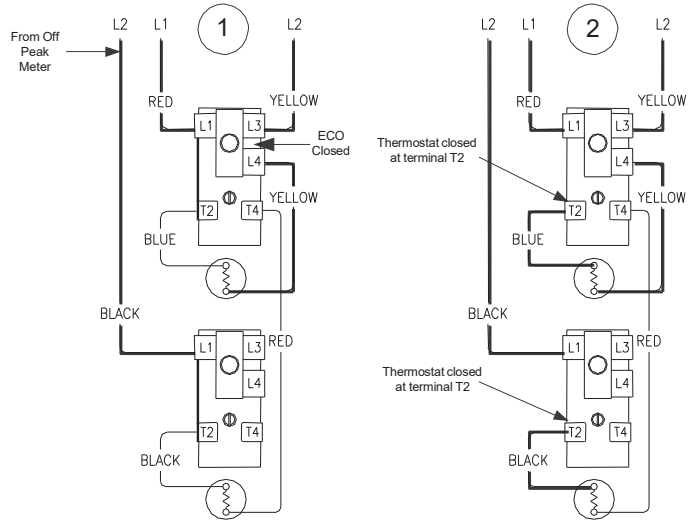 L2
L1
1
L2
From Off
Peak
Meter
RED
YELLOW
L1
L3
ECO
Closed
L4
YELLOW
T2
T4
BLUE
BLACK
RED
L1
L3
L4
T2
T4
BLACK
L2
L1
2
L2
RED
YELLOW
L1
L3
Thermostat closed
at terminal T2
L4
YELLOW
T2
T4
BLUE
BLACK
RED
L1
L3
Thermostat closed
at terminal T2
L4
T2
T4
BLACK